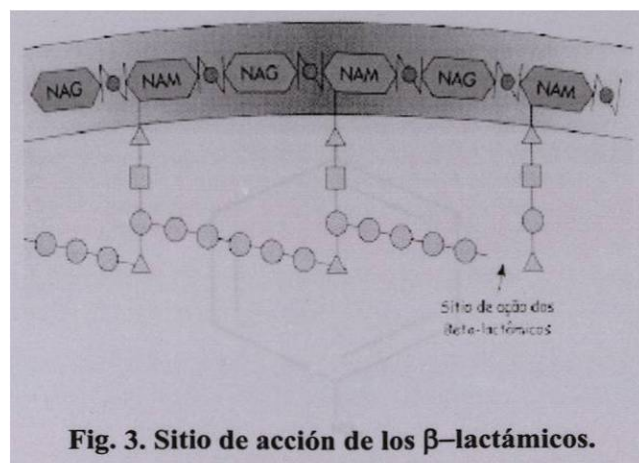 NAG NAM NAG NAM NAG NAM
Sitio de ação dos
Beta-lactâmicos
Fig. 3. Sitio de acción de los β–lactámicos.